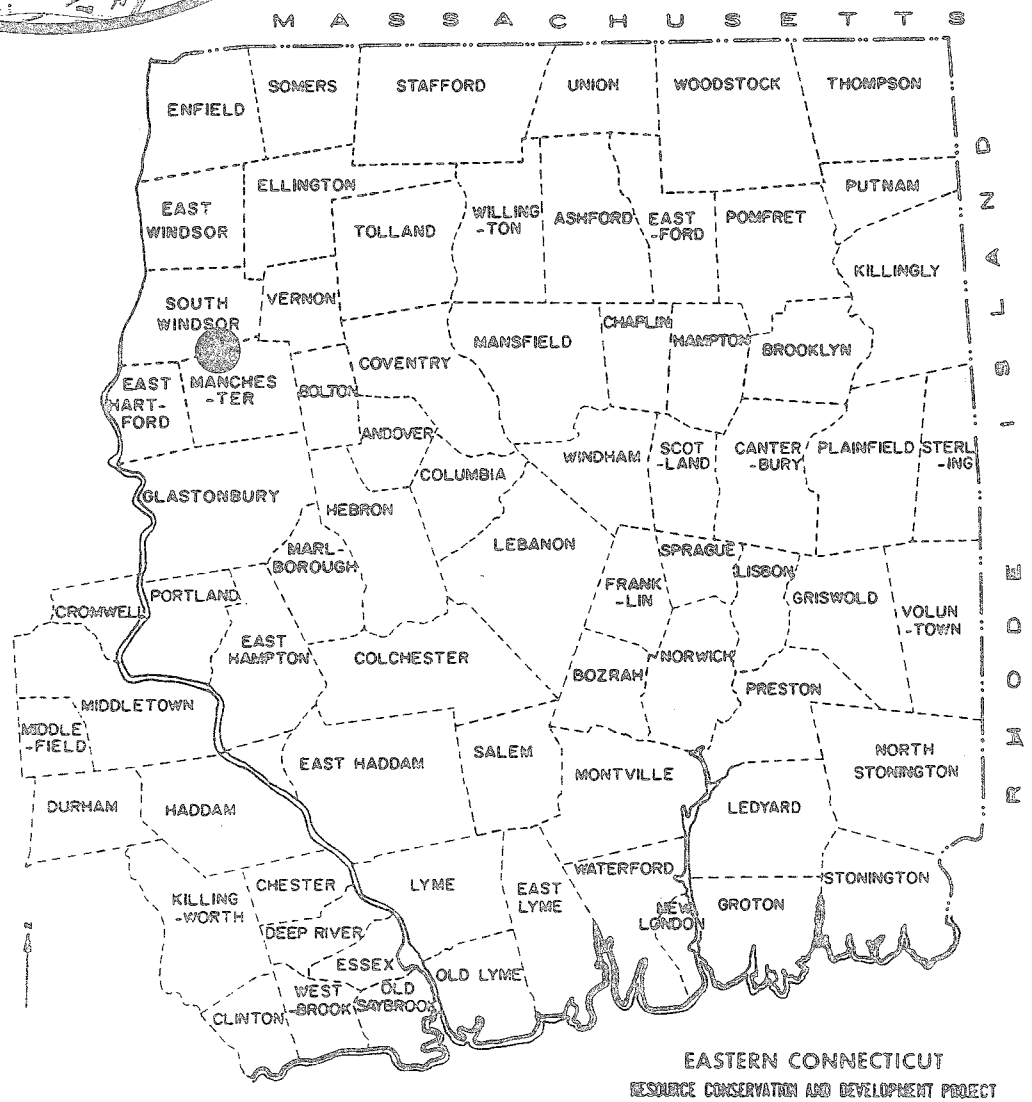 MASSACHUSETTS
SOMERS
STAFFORD
UNION
WOODSTOCK
THOMPSON
ENFIELD
ELLINGTON
PUTNAM
EAST
WINDSOR
TOLLAND
WILLING
-TON
ASHFORD
EAST
-FORD
POMFRET
KILLINGLY
SOUTH
WINDSOR
VERNON
MANSFIELD
CHAPLIN
HAMPTON
BROOKLYN
COVENTRY
EAST
HART-
FORD
MANCHES
-TER
BOLTON
ANDOVER
COLUMBIA
WINDHAM
SCOT
-LAND
CANTER
-BURY
PLAINFIELD
STERL
-ING
GLASTONBURY
HEBRON
LEBANON
MARL-
BOROUGH
SPRAGUE
LISBON
FRANK
-LIN
GRISWOLD
VOLUN
-TOWN
RHODE ISLAND
CROMWELL
PORTLAND
EAST
HAMPTON
COLCHESTER
BOZRAH
NORWICH
PRESTON
MIDDLETOWN
MIDDLE
-FIELD
EAST HADDAM
SALEM
MONTVILLE
NORTH
STONINGTON
DURHAM
HADDAM
LEDYARD
KILLING
-WORTH
CHESTER
LYME
EAST
LYME
WATERFORD
STONINGTON
NEW
LONDON
GROTON
DEEP RIVER
ESSEX
OLD LYME
WEST
-BROOK
OLD
SAYBROOK
CLINTON
EASTERN CONNECTICUT
RESOURCE CONSERVATION AND DEVELOPMENT PROJECT